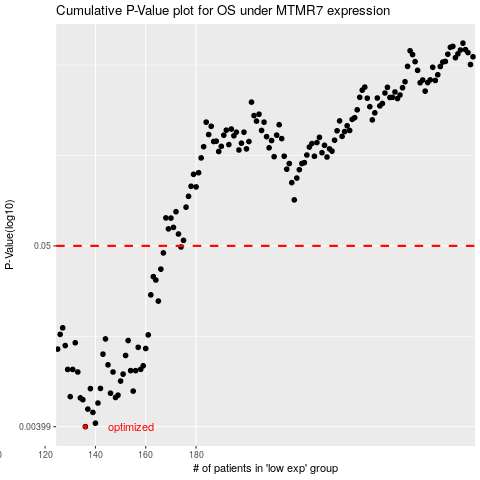 Cumulative P-Value plot for OS under MTMR7 expression
P-Value(log10)
0.05
0.00399
optimized
0 120 140 160 180
# of patients in 'low exp' group